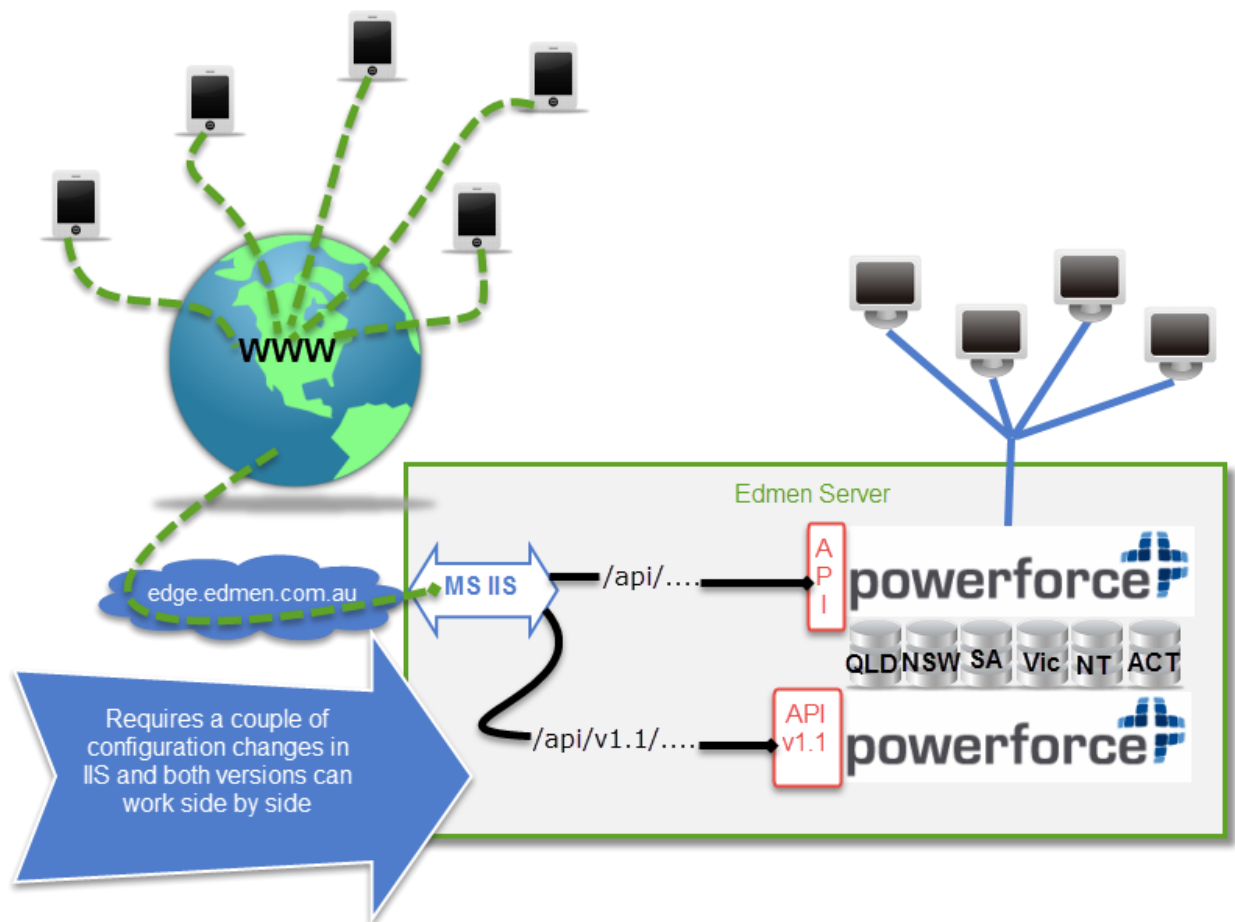 WWW
Edmen Server
edge.edmen.com.au
MS IIS
/api/....
API
powerforce
QLD NSW SA Vic NT ACT
/api/v1.1/....
API
v1.1
powerforce
Requires a couple of
configuration changes in
IIS and both versions can
work side by side